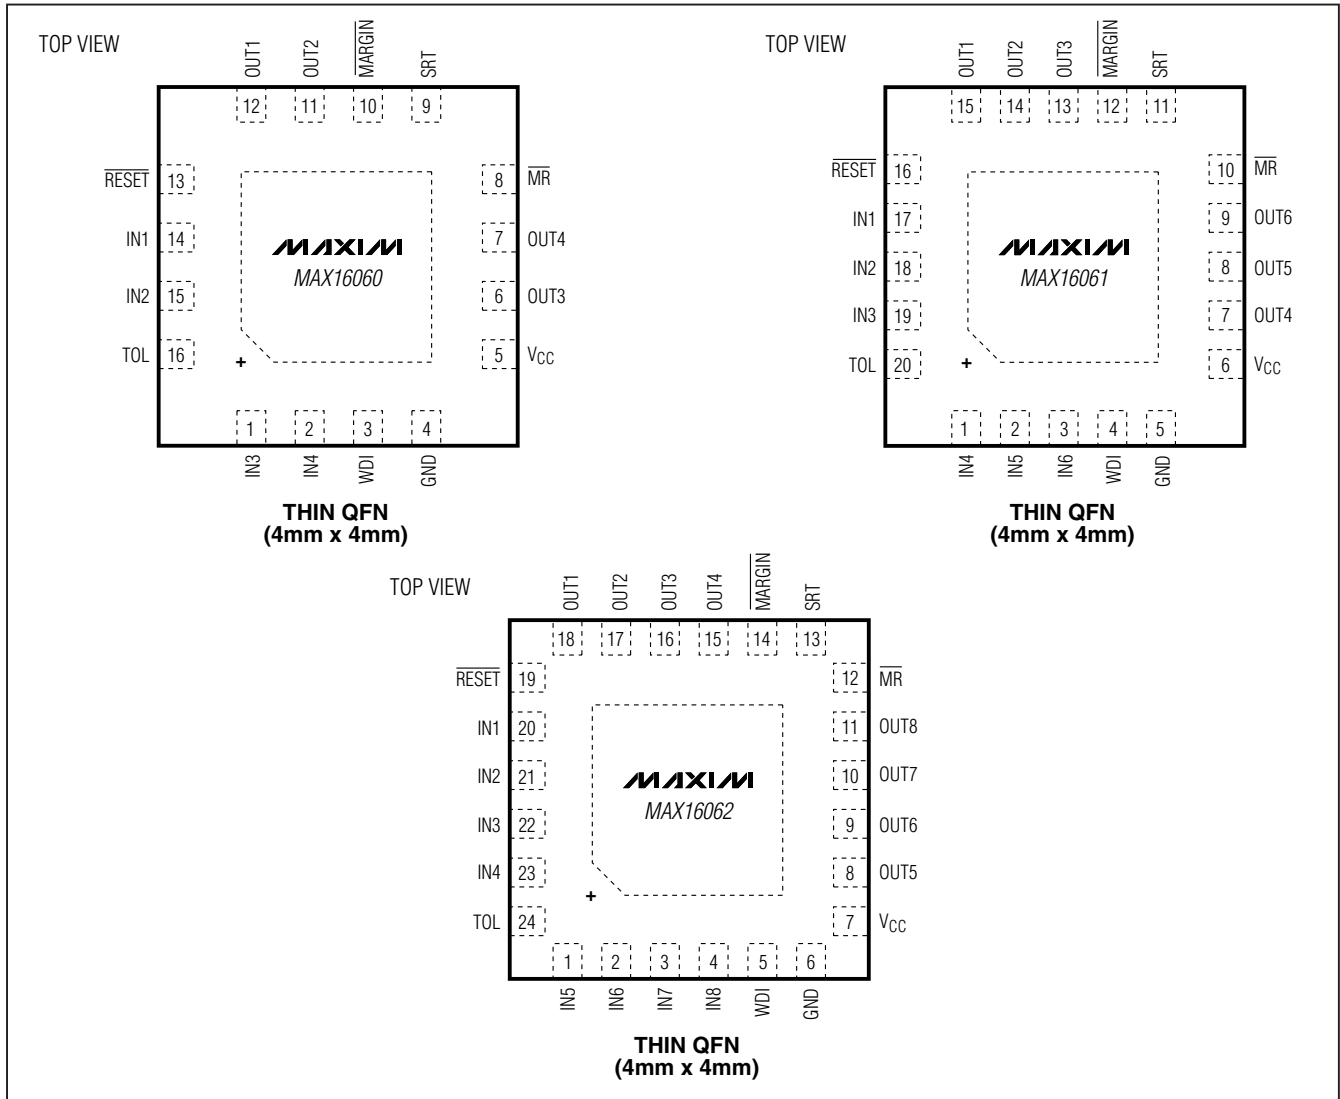 TOP VIEW
OUT1
OUT2
MARGIN
SRT
12
11
10
9
RESET 13
8 MR
IN1 14
7 OUT4
IN2 15
6 OUT3
TOL 16
5 VCC
MAXIM
MAX16060
+
1
2
3
4
IN3
IN4
WDI
GND
THIN QFN
(4mm x 4mm)
TOP VIEW
OUT1
OUT2
OUT3
MARGIN
SRT
15
14
13
12
11
RESET 16
10 MR
IN1 17
9 OUT6
IN2 18
8 OUT5
IN3 19
7 OUT4
TOL 20
6 VCC
MAXIM
MAX16061
+
1
2
3
4
5
IN4
IN5
IN6
WDI
GND
THIN QFN
(4mm x 4mm)
TOP VIEW
OUT1
OUT2
OUT3
OUT4
MARGIN
SRT
18
17
16
15
14
13
RESET 19
12 MR
IN1 20
11 OUT8
IN2 21
10 OUT7
IN3 22
9 OUT6
IN4 23
8 OUT5
TOL 24
7 VCC
MAXIM
MAX16062
+
1
2
3
4
5
6
IN5
IN6
IN7
IN8
WDI
GND
THIN QFN
(4mm x 4mm)